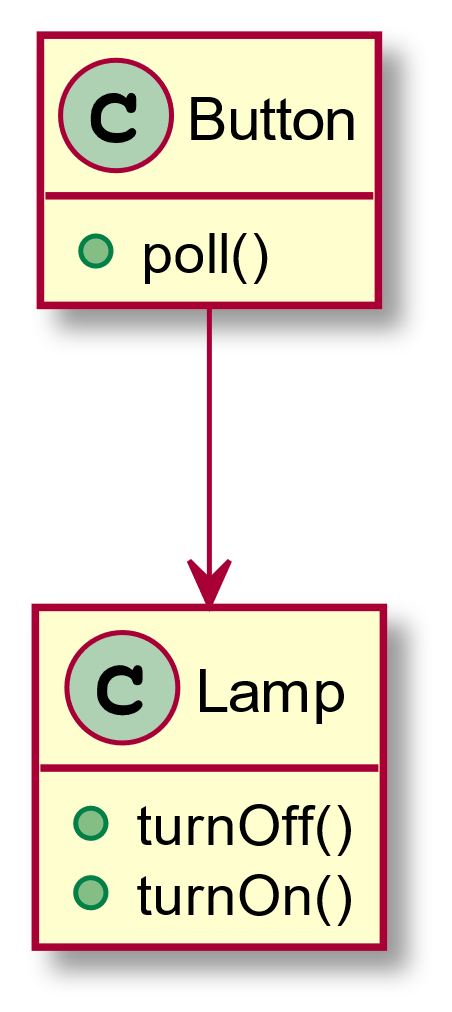 C Button
poll()
C Lamp
turnOff()
turnOn()